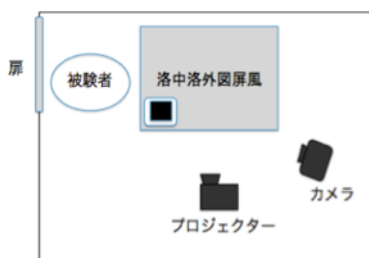 扉
被験者
洛中洛外図屏風
カメラ
プロジェクター